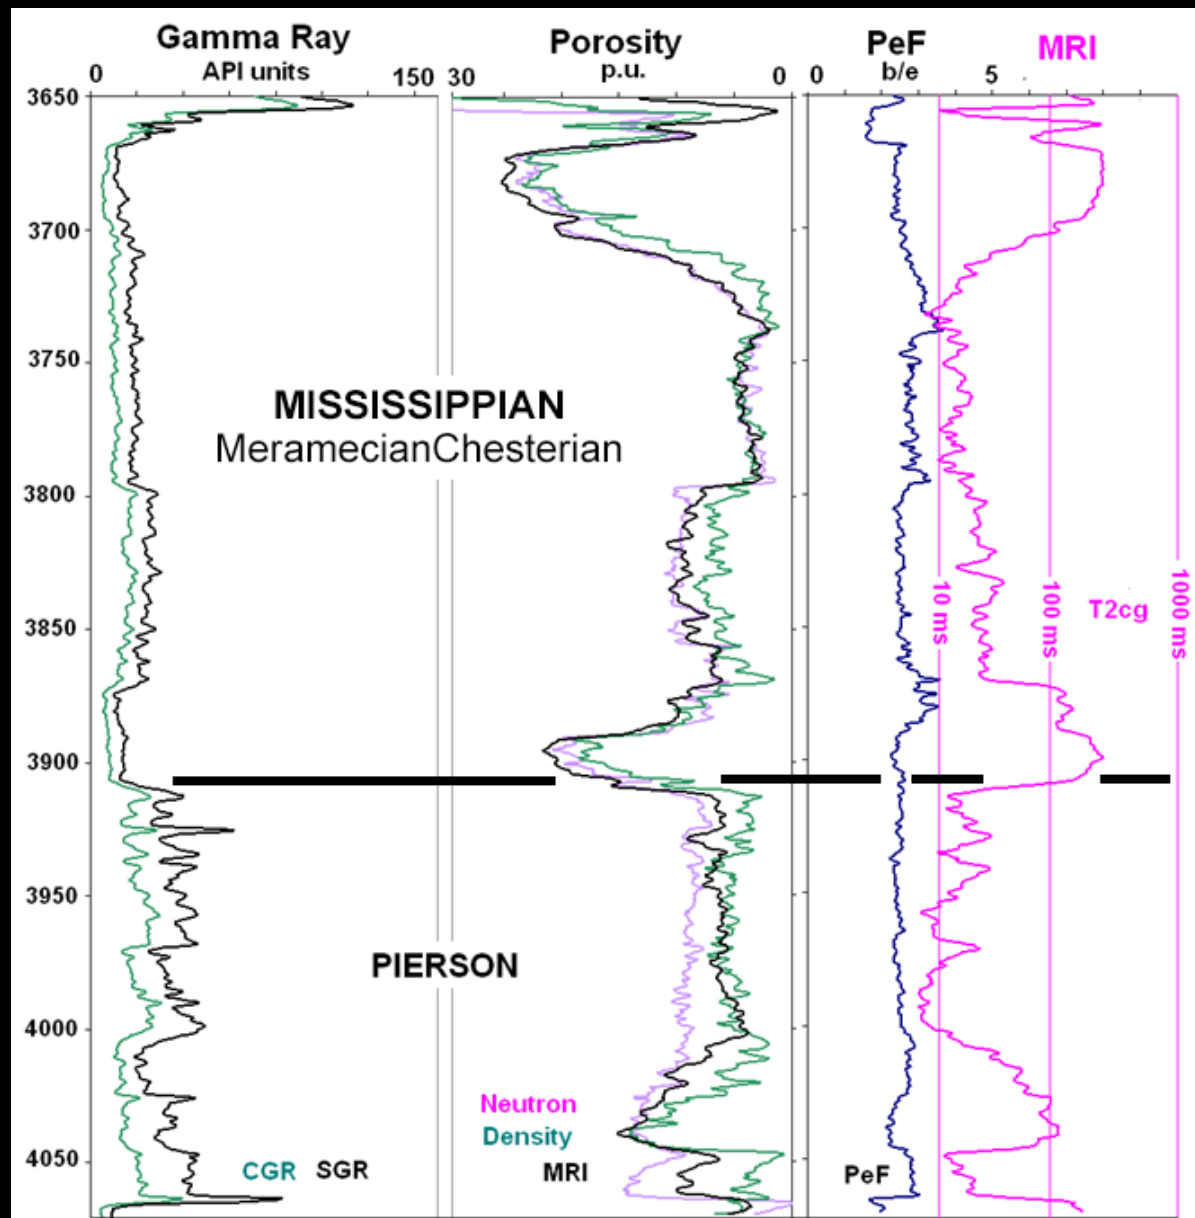 Gamma Ray
0 API units 150
Porosity
30 p.u. 0
PeF
0 b/e 5
MRI
3650
3700
3750
3800
3850
3900
3950
4000
4050
MISSISSIPPIAN
MeramecianChesterian
PIERSON
CGR SGR
Neutron
Density
MRI
PeF
10 ms
100 ms
T2cg
1000 ms